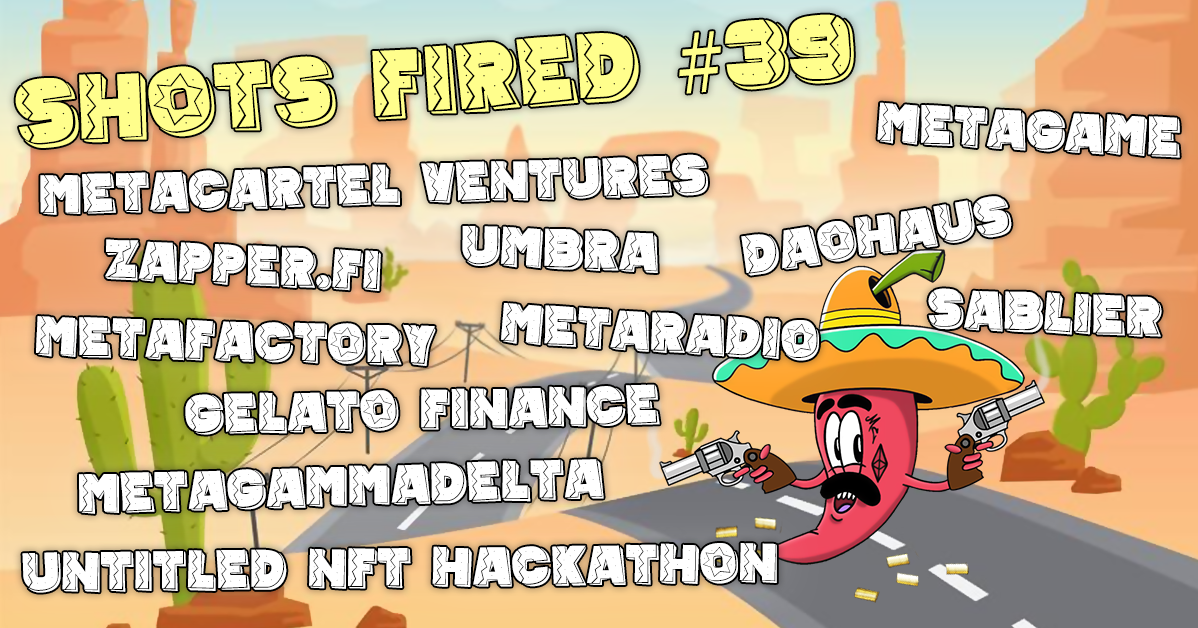 SHOTS FIRED #39
METAGAME
METACARTEL VENTURES
ZAPPER.FI
UMBRA
DAOHAUS
METAFACTORY
METARADIO
SABLIER
GELATO FINANCE
METAGAMMADELTA
UNTITLED NFT HACKATHON